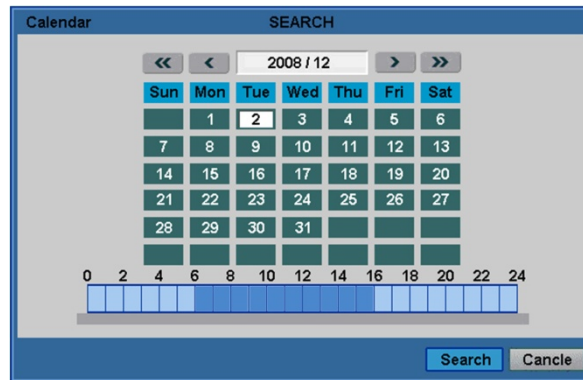 Calendar SEARCH
« < 2008 / 12 > »
Sun Mon Tue Wed Thu Fri Sat
1 2 3 4 5 6
7 8 9 10 11 12 13
14 15 16 17 18 19 20
21 22 23 24 25 26 27
28 29 30 31
0 2 4 6 8 10 12 14 16 18 20 22 24
Search Cancle